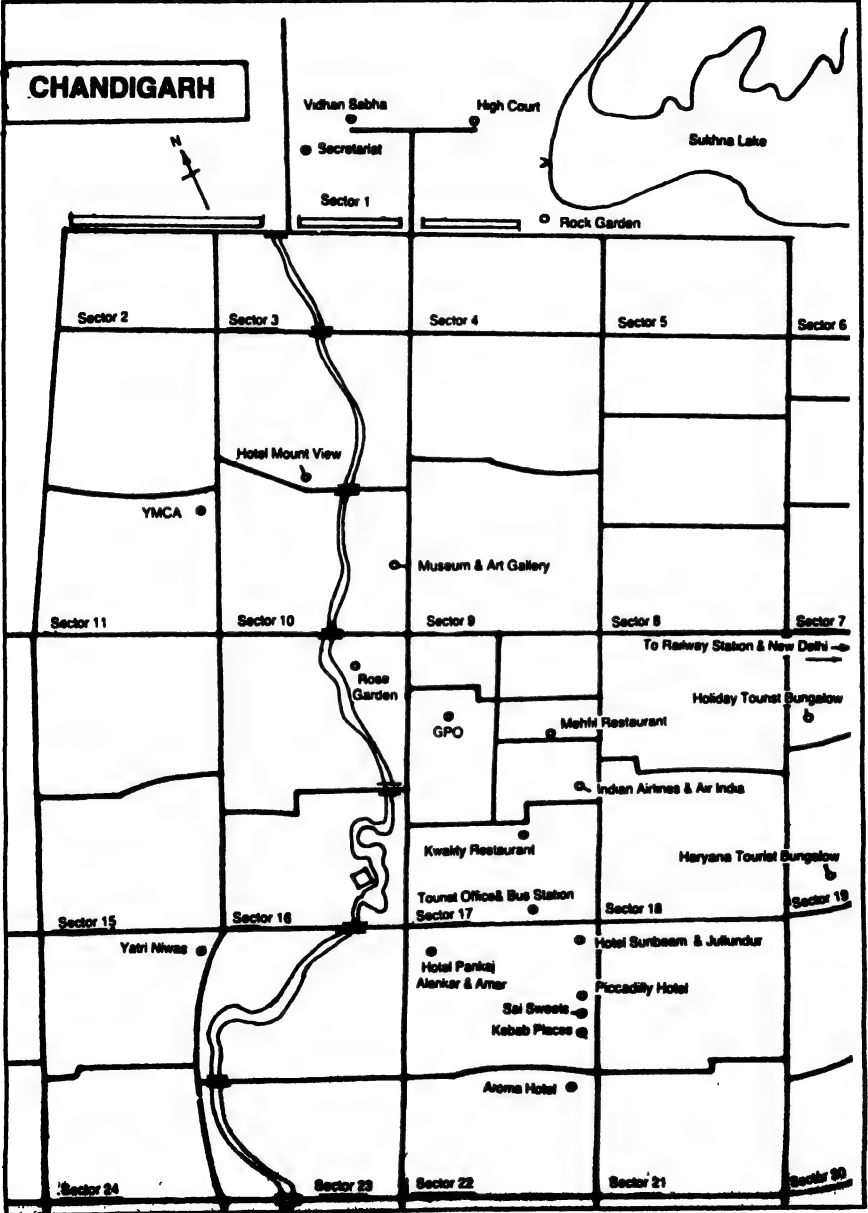 CHANDIGARH
N
Vidhan Sabha
High Court
Secretariat
Sukhna Lake
Sector 1
Rock Garden
Sector 2
Sector 3
Sector 4
Sector 5
Sector 6
Hotel Mount View
YMCA
Museum & Art Gallery
Sector 11
Sector 10
Sector 9
Sector 8
Sector 7
To Railway Station & New Delhi
Rose
Garden
Holiday Tourist Bungalow
GPO
Mehfil Restaurant
Indian Airlines & Air India
Kwality Restaurant
Haryana Tourist Bungalow
Tourist Office& Bus Station
Sector 15
Sector 16
Sector 17
Sector 18
Sector 19
Yatri Niwas
Hotel Sunbeam & Jullundur
Hotel Pankaj
Alankar & Amar
Piccadilly Hotel
Sai Sweets
Kebab Places
Aroma Hotel
Sector 24
Sector 23
Sector 22
Sector 21
Sector 20